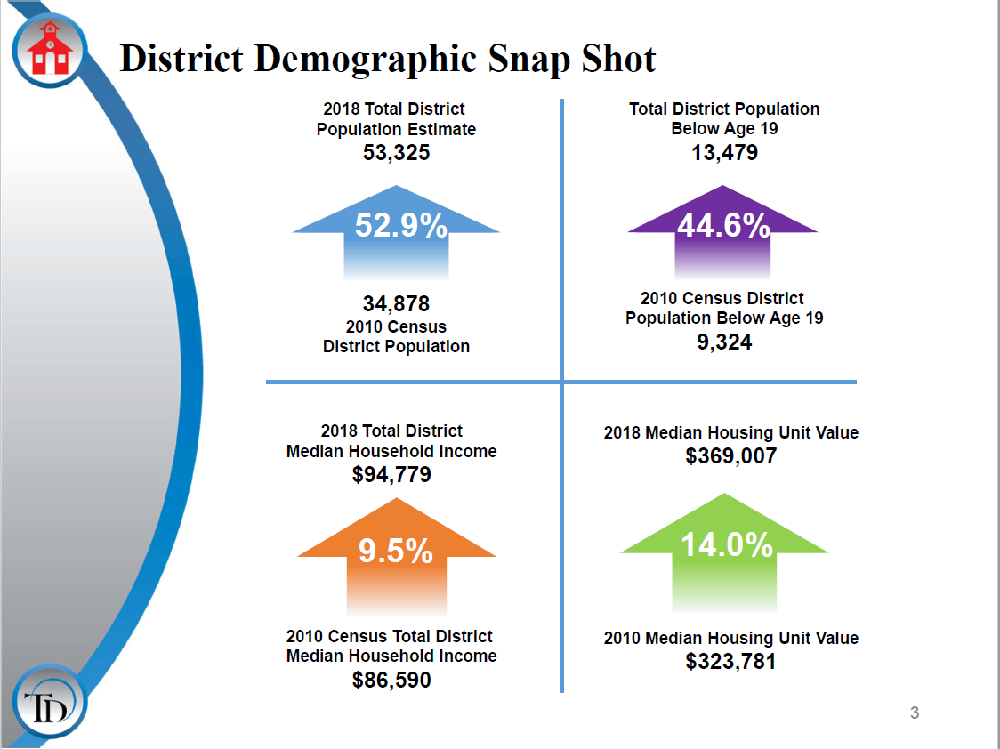 District Demographic Snap Shot
2018 Total District
Population Estimate
53,325
52.9%
34,878
2010 Census
District Population
Total District Population
Below Age 19
13,479
44.6%
2010 Census District
Population Below Age 19
9,324
2018 Total District
Median Household Income
$94,779
9.5%
2010 Census Total District
Median Household Income
$86,590
2018 Median Housing Unit Value
$369,007
14.0%
2010 Median Housing Unit Value
$323,781
TD
3